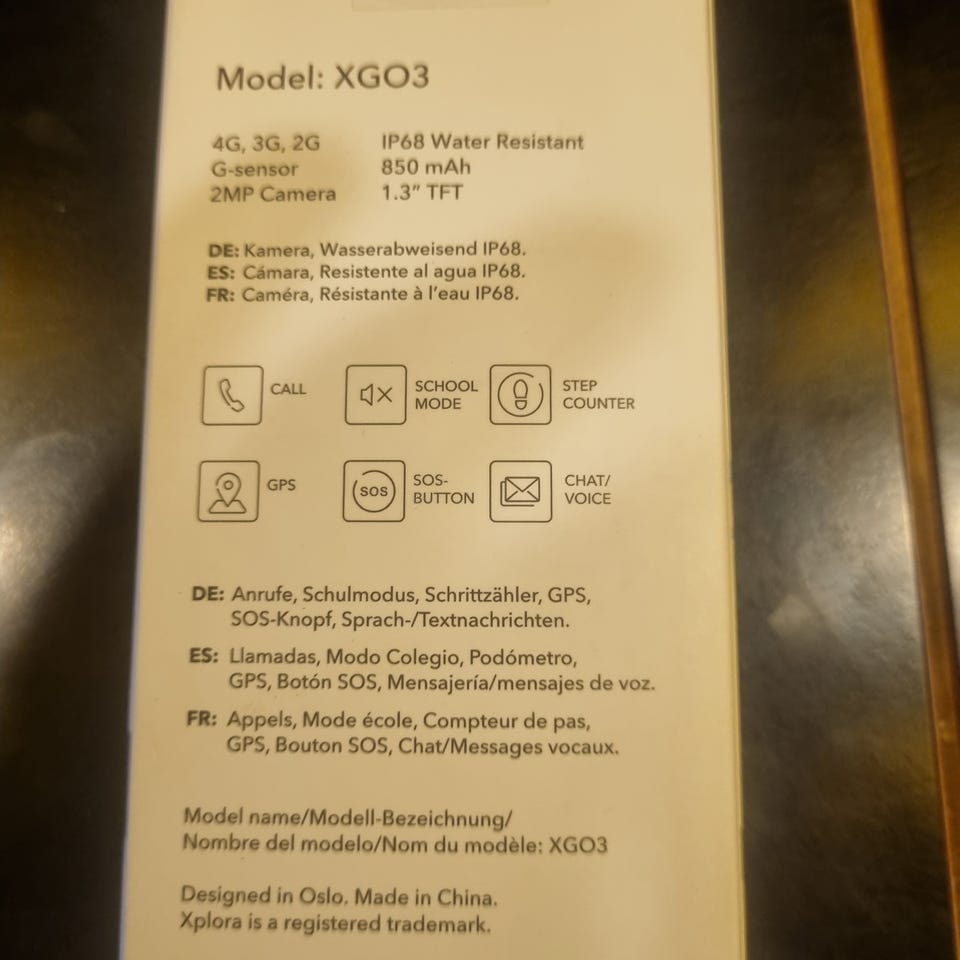 Model: XGO3
4G, 3G, 2G IP68 Water Resistant
G-sensor 850 mAh
2MP Camera 1.3” TFT
DE: Kamera, Wasserabweisend IP68.
ES: Cámara, Resistente al agua IP68.
FR: Caméra, Résistante à l’eau IP68.
CALL
SCHOOL
MODE
STEP
COUNTER
GPS
SOS
SOS-
BUTTON
CHAT/
VOICE
DE: Anrufe, Schulmodus, Schrittzähler, GPS,
SOS-Knopf, Sprach-/Textnachrichten.
ES: Llamadas, Modo Colegio, Podómetro,
GPS, Botón SOS, Mensajería/mensajes de voz.
FR: Appels, Mode école, Compteur de pas,
GPS, Bouton SOS, Chat/Messages vocaux.
Model name/Modell-Bezeichnung/
Nombre del modelo/Nom du modèle: XGO3
Designed in Oslo. Made in China.
Xplora is a registered trademark.